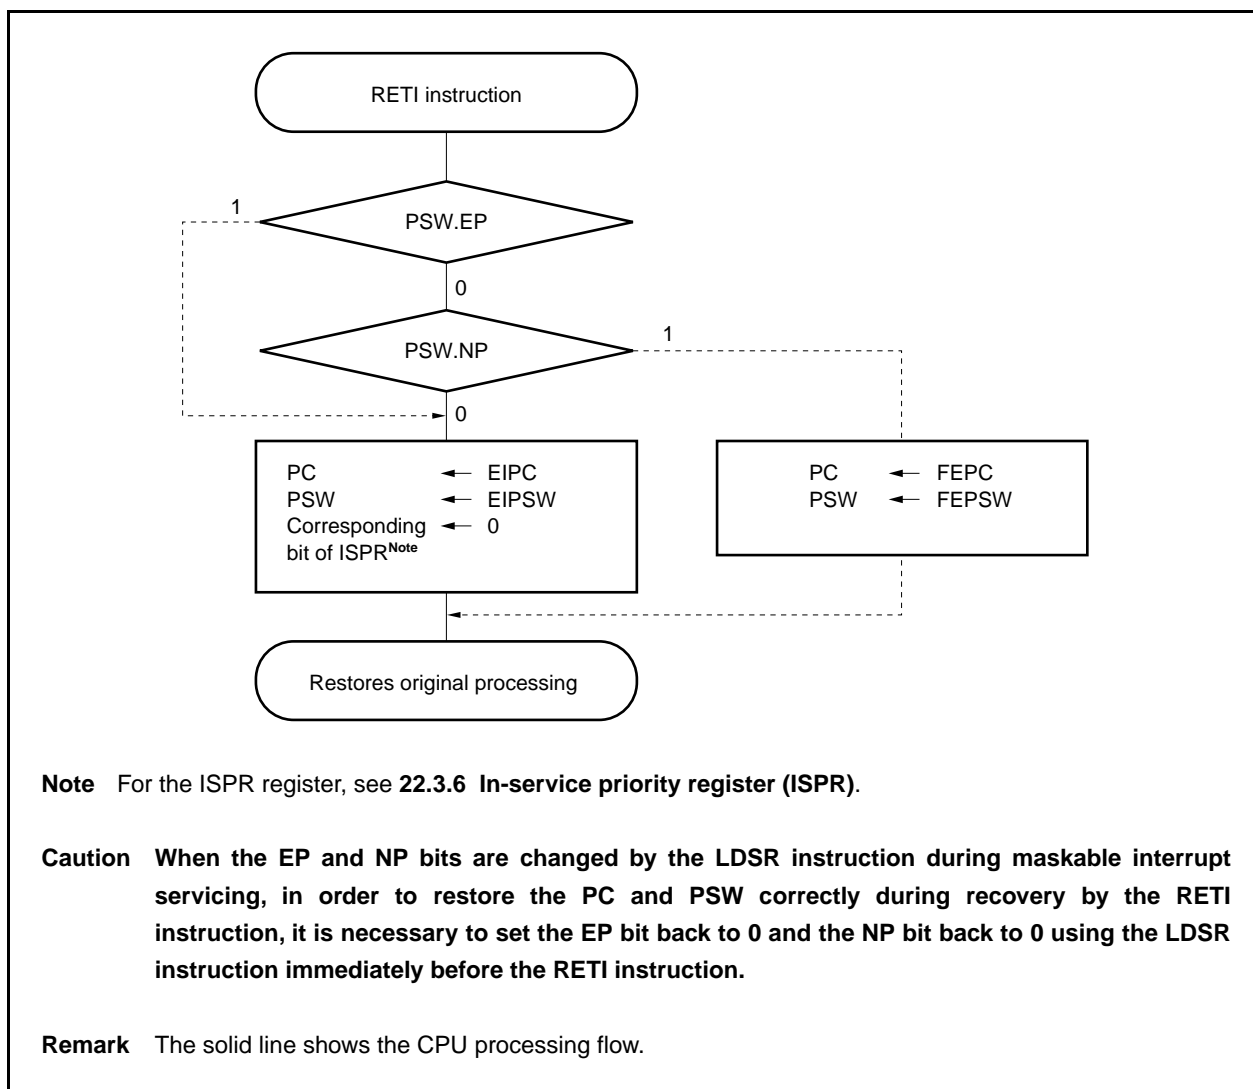 RETI instruction
1
PSW.EP
0
1
PSW.NP
0
PC ← EIPC
PSW ← EIPSW
Corresponding ← 0
bit of ISPRNote
PC ← FEPC
PSW ← FEPSW
Restores original processing
Note For the ISPR register, see 22.3.6 In-service priority register (ISPR).
Caution When the EP and NP bits are changed by the LDSR instruction during maskable interrupt
servicing, in order to restore the PC and PSW correctly during recovery by the RETI
instruction, it is necessary to set the EP bit back to 0 and the NP bit back to 0 using the LDSR
instruction immediately before the RETI instruction.
Remark The solid line shows the CPU processing flow.